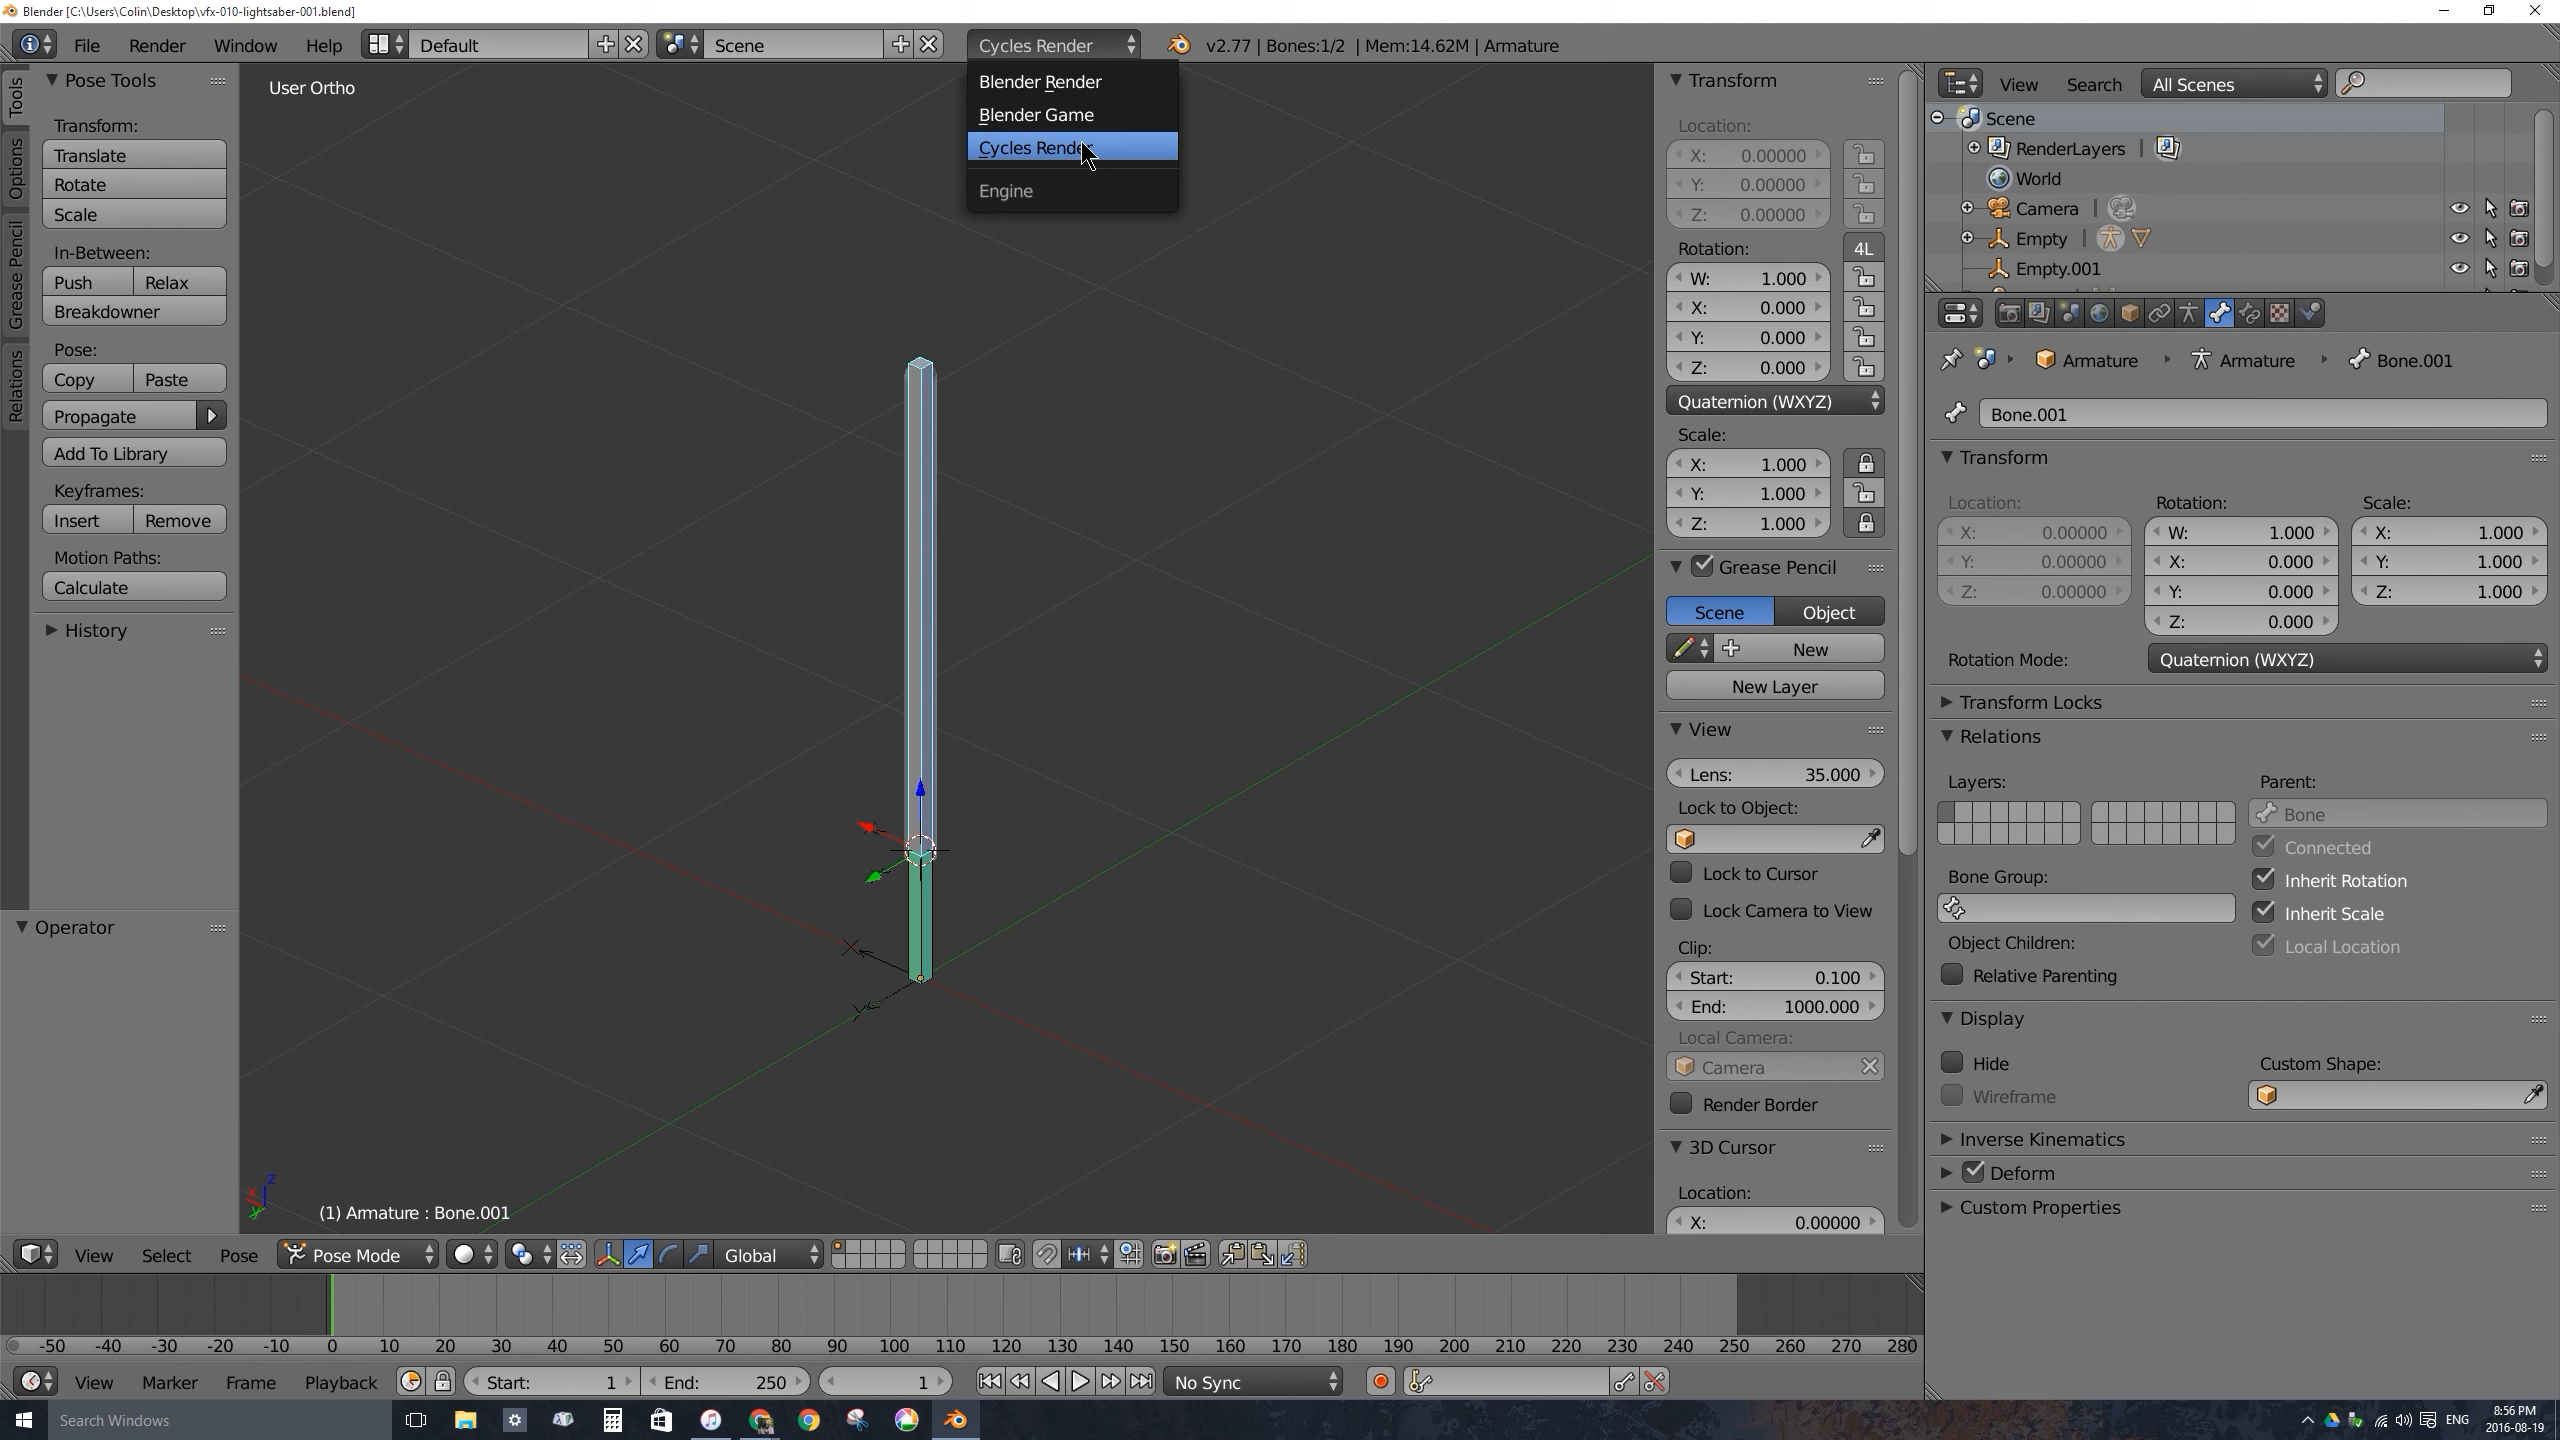 Blender [C:\Users\Colin\Desktop\vfx-010-lightsaber-001.blend]
File Render Window Help Default Scene Cycles Render v2.77 | Bones:1/2 | Mem:14.62M | Armature
Blender Render
Blender Game
Cycles Render
Engine
Tools
Options
Grease Pencil
Relations
Pose Tools
Transform:
Translate
Rotate
Scale
In-Between:
Push Relax
Breakdowner
Pose:
Copy Paste
Propagate
Add To Library
Keyframes:
Insert Remove
Motion Paths:
Calculate
History
Operator
User Ortho
(1) Armature : Bone.001
Transform
Location:
X: 0.00000
Y: 0.00000
Z: 0.00000
Rotation: 4L
W: 1.000
X: 0.000
Y: 0.000
Z: 0.000
Quaternion (WXYZ)
Scale:
X: 1.000
Y: 1.000
Z: 1.000
Grease Pencil
Scene Object
New
New Layer
View
Lens: 35.000
Lock to Object:
Lock to Cursor
Lock Camera to View
Clip:
Start: 0.100
End: 1000.000
Local Camera:
Camera
Render Border
3D Cursor
Location:
X: 0.00000
View Search All Scenes
Scene
RenderLayers |
World
Camera |
Empty |
Empty.001
Armature Armature Bone.001
Bone.001
Transform
Location: Rotation: Scale:
X: 0.00000 W: 1.000 X: 1.000
Y: 0.00000 X: 0.000 Y: 1.000
Z: 0.00000 Y: 0.000 Z: 1.000
Z: 0.000
Rotation Mode: Quaternion (WXYZ)
Transform Locks
Relations
Layers: Parent:
Bone
Connected
Bone Group: Inherit Rotation
Inherit Scale
Object Children: Local Location
Relative Parenting
Display
Hide Custom Shape:
Wireframe
Inverse Kinematics
Deform
Custom Properties
View Select Pose Pose Mode Global
-50 -40 -30 -20 -10 0 10 20 30 40 50 60 70 80 90 100 110 120 130 140 150 160 170 180 190 200 210 220 230 240 250 260 270 280
View Marker Frame Playback Start: 1 End: 250 1 No Sync
Search Windows ENG 8:56 PM
2016-08-19
x
y
z